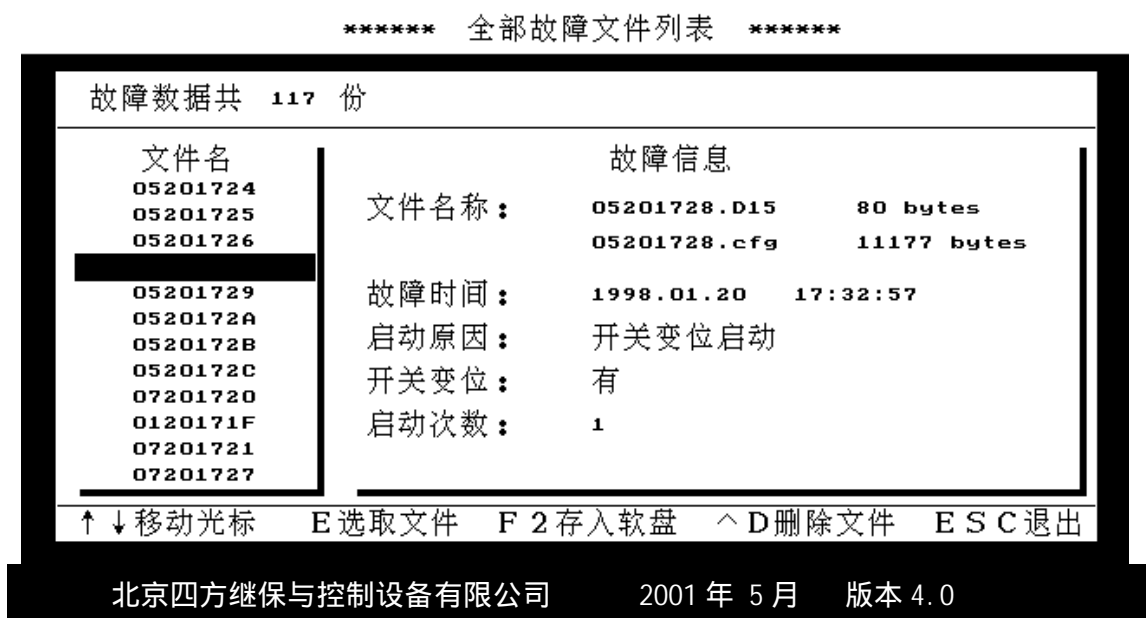 ****** 全部故障文件列表 ******
故障数据共 117 份
文件名
05201724
05201725
05201726
05201729
0520172A
0520172B
0520172C
07201720
0120171F
07201721
07201727
故障信息
文件名称: 05201728.D15 80 bytes
05201728.cfg 11177 bytes
故障时间: 1998.01.20 17:32:57
启动原因: 开关变位启动
开关变位: 有
启动次数: 1
↑↓移动光标 E选取文件 F2存入软盘 ^D删除文件 ESC退出
北京四方继保与控制设备有限公司 2001年 5月 版本4.0